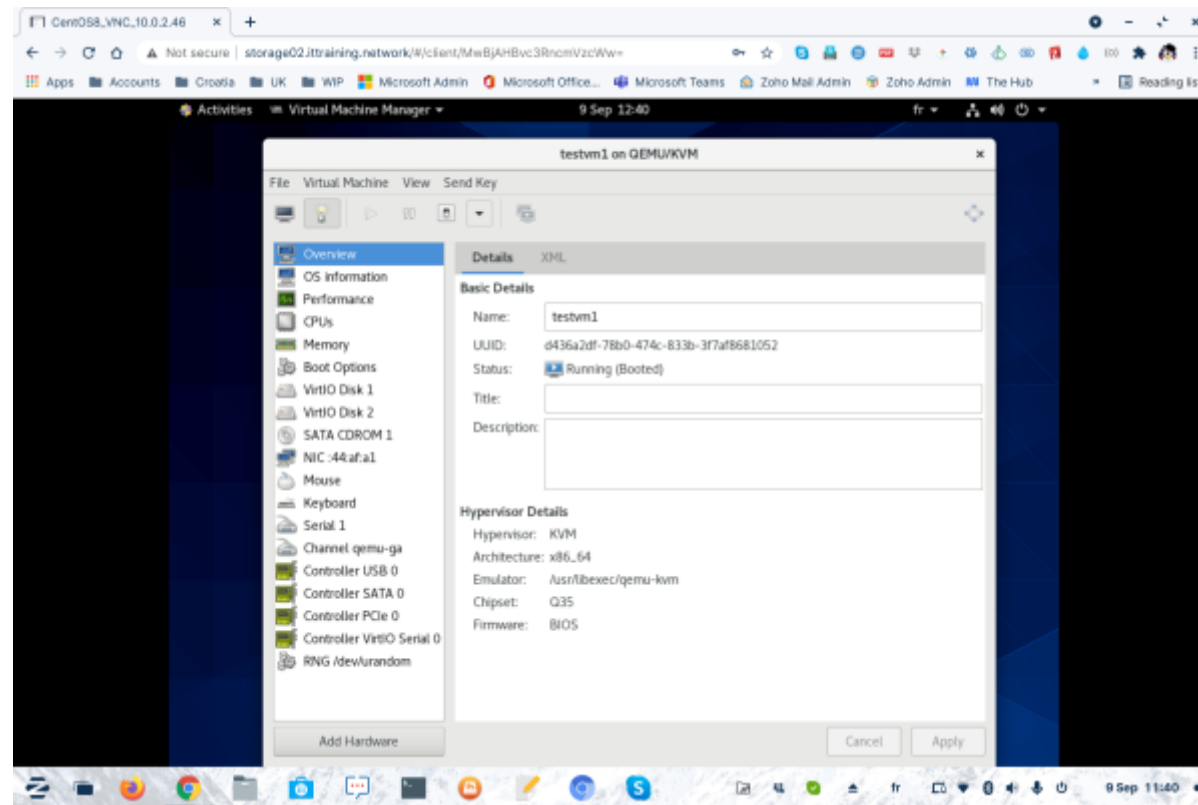 CentOS8_VNC_10.0.2.46
Not secure storage02.ittraining.network/#/client/MwBjAHBvc3RncmVzcWw=
Apps Accounts Croatia UK WIP Microsoft Admin Microsoft Office... Microsoft Teams Zoho Mail Admin Zoho Admin The Hub » Reading lis
Activities Virtual Machine Manager 9 Sep 12:40 fr
testvm1 on QEMU/KVM
File Virtual Machine View Send Key
Overview
OS information
Performance
CPUs
Memory
Boot Options
VirtIO Disk 1
VirtIO Disk 2
SATA CDROM 1
NIC :44:af:a1
Mouse
Keyboard
Serial 1
Channel qemu-ga
Controller USB 0
Controller SATA 0
Controller PCIe 0
Controller VirtIO Serial 0
RNG /dev/urandom
Add Hardware
Details XML
Basic Details
Name: testvm1
UUID: d436a2df-78b0-474c-833b-3f7af8681052
Status: Running (Booted)
Title:
Description:
Hypervisor Details
Hypervisor: KVM
Architecture: x86_64
Emulator: /usr/libexec/qemu-kvm
Chipset: Q35
Firmware: BIOS
Cancel Apply
fr 9 Sep 11:40